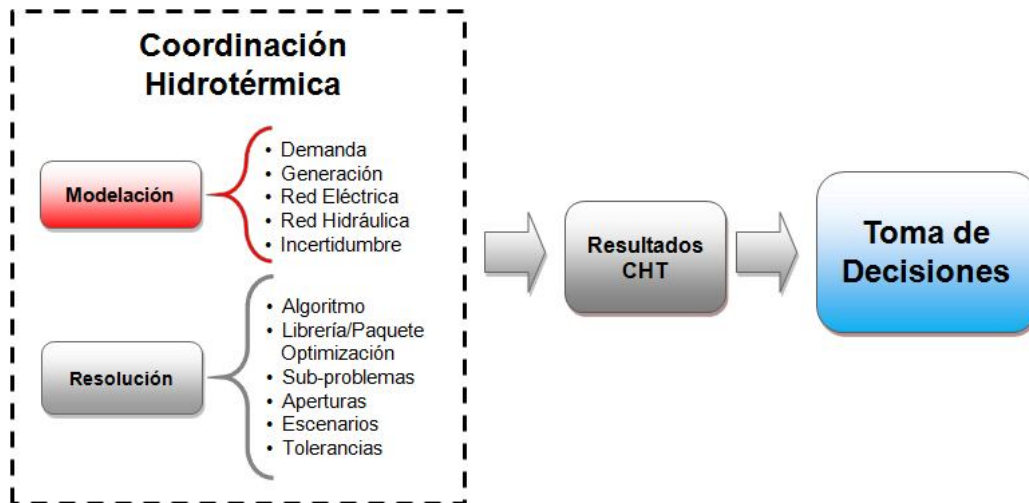 Coordinación
Hidrotérmica
Modelación
• Demanda
• Generación
• Red Eléctrica
• Red Hidráulica
• Incertidumbre
Resolución
• Algoritmo
• Librería/Paquete
Optimización
• Sub-problemas
• Aperturas
• Escenarios
• Tolerancias
Resultados
CHT
Toma de
Decisiones